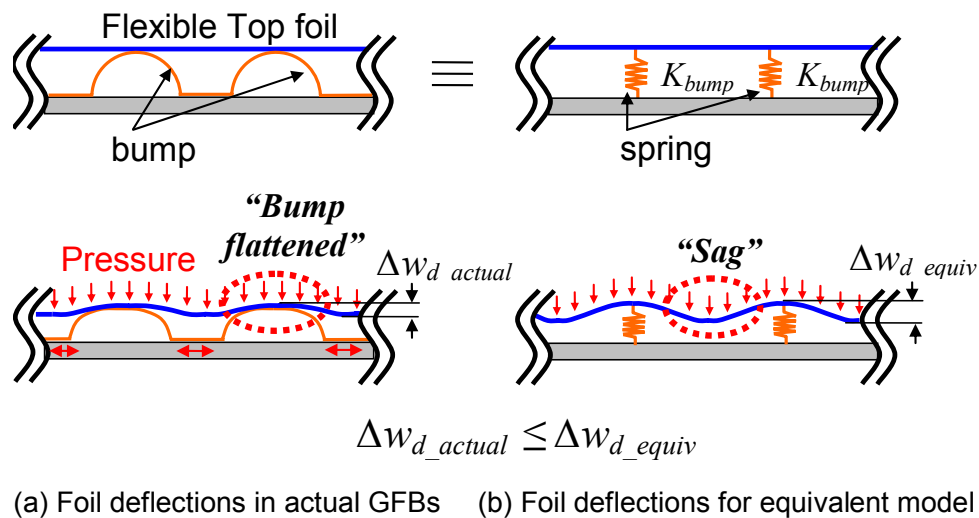 Flexible Top foil
bump
≡
K_bump K_bump
spring
“Bump
flattened”
Pressure
Δw_d_actual
“Sag”
Δw_d_equiv
Δw_d_actual ≤ Δw_d_equiv
(a) Foil deflections in actual GFBs
(b) Foil deflections for equivalent model